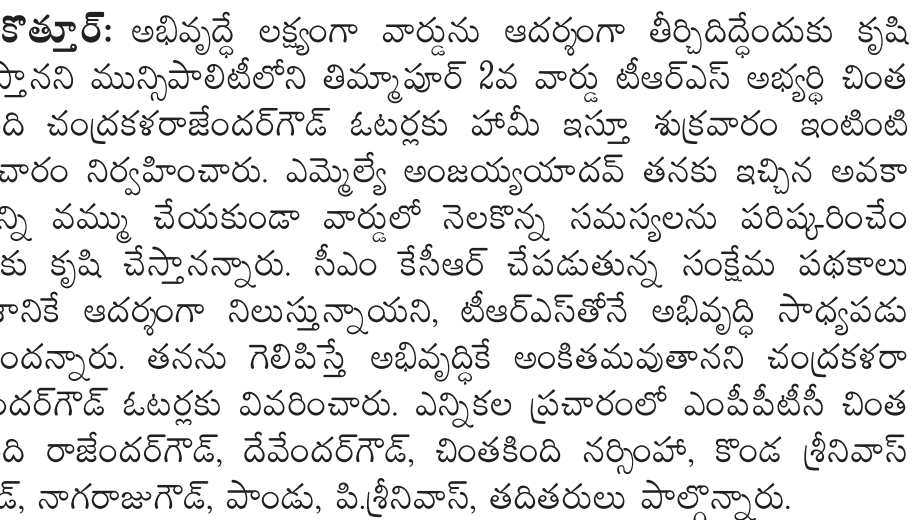 కొత్తూర్: అభివృద్ధే లక్ష్యంగా వార్డును ఆదర్శంగా తీర్చిదిద్దేందుకు కృషి
స్తానని మున్సిపాలిటీలోని తిమ్మాపూర్ 2వ వార్డు టీఆర్ఎస్ అభ్యర్థి చింత
ది చంద్రకళరాజేందర్‌గౌడ్ ఓటర్లకు హామీ ఇస్తూ శుక్రవారం ఇంటింటి
చారం నిర్వహించారు. ఎమ్మెల్యే అంజయ్యయాదవ్ తనకు ఇచ్చిన అవకా
న్ని వమ్ము చేయకుండా వార్డులో నెలకొన్న సమస్యలను పరిష్కరించేం
కు కృషి చేస్తానన్నారు. సీఎం కేసీఆర్ చేపడుతున్న సంక్షేమ పథకాలు
శానికే ఆదర్శంగా నిలుస్తున్నాయని, టీఆర్ఎస్‌తోనే అభివృద్ధి సాధ్యపడు
ందన్నారు. తనను గెలిపిస్తే అభివృద్ధికే అంకితమవుతానని చంద్రకళరా
ందర్‌గౌడ్ ఓటర్లకు వివరించారు. ఎన్నికల ప్రచారంలో ఎంపీపీటీసీ చింత
ది రాజేందర్‌గౌడ్, దేవేందర్‌గౌడ్, చింతకింది నర్సింహా, కొండ శ్రీనివాస్
డ్, నాగరాజుగౌడ్, పాండు, పి.శ్రీనివాస్, తదితరులు పాల్గొన్నారు.